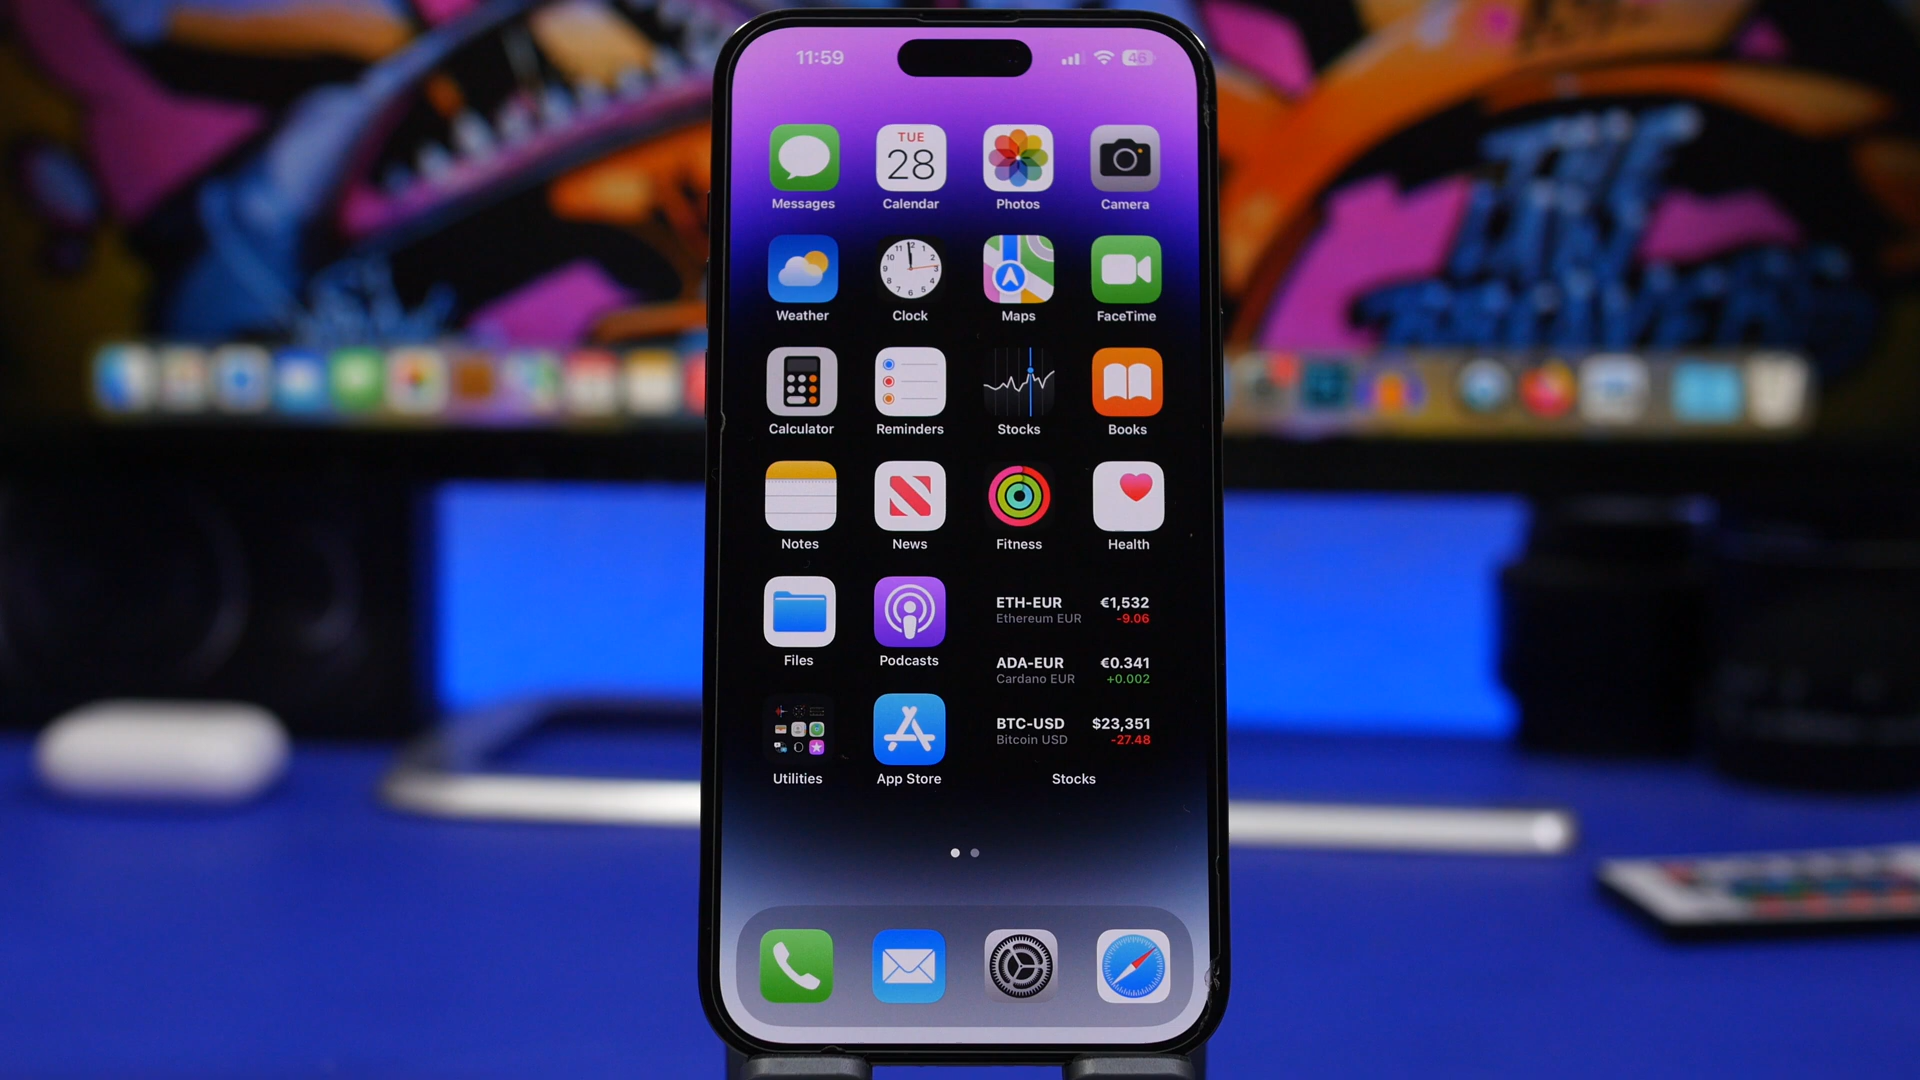 11:59
46
TUE
28
Messages
Calendar
Photos
Camera
Weather
Clock
Maps
FaceTime
Calculator
Reminders
Stocks
Books
Notes
News
Fitness
Health
Files
Podcasts
ETH-EUR €1,532
Ethereum EUR -9.06
ADA-EUR €0.341
Cardano EUR +0.002
BTC-USD $23,351
Bitcoin USD -27.48
Utilities
App Store
Stocks
THE